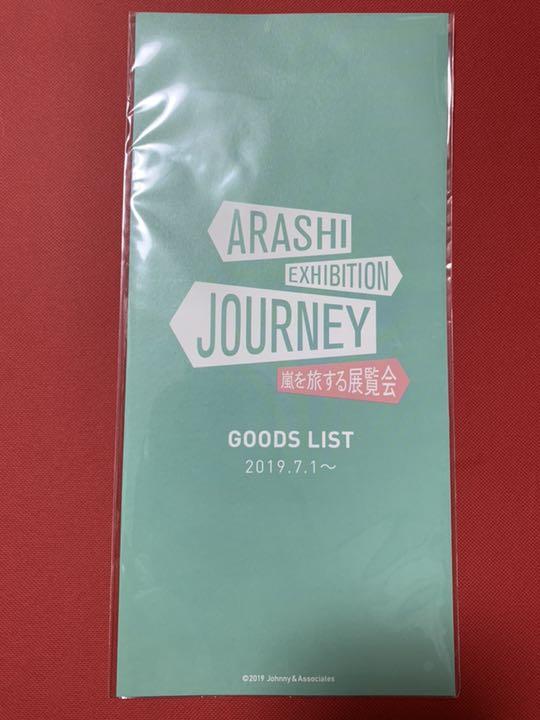 ARASHI
EXHIBITION
JOURNEY
嵐を旅する展覧会
GOODS LIST
2019.7.1〜
©2019 Johnny&Associates